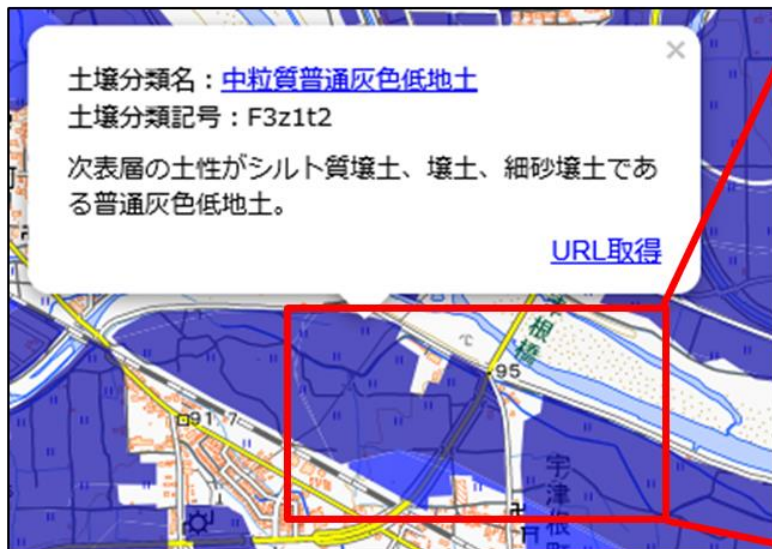 ×
土壌分類名：中粒質普通灰色低地土
土壌分類記号：F3z1t2
次表層の土性がシルト質壌土、壌土、細砂壌土であ
る普通灰色低地土。
URL取得
95
91.7
宇津根町